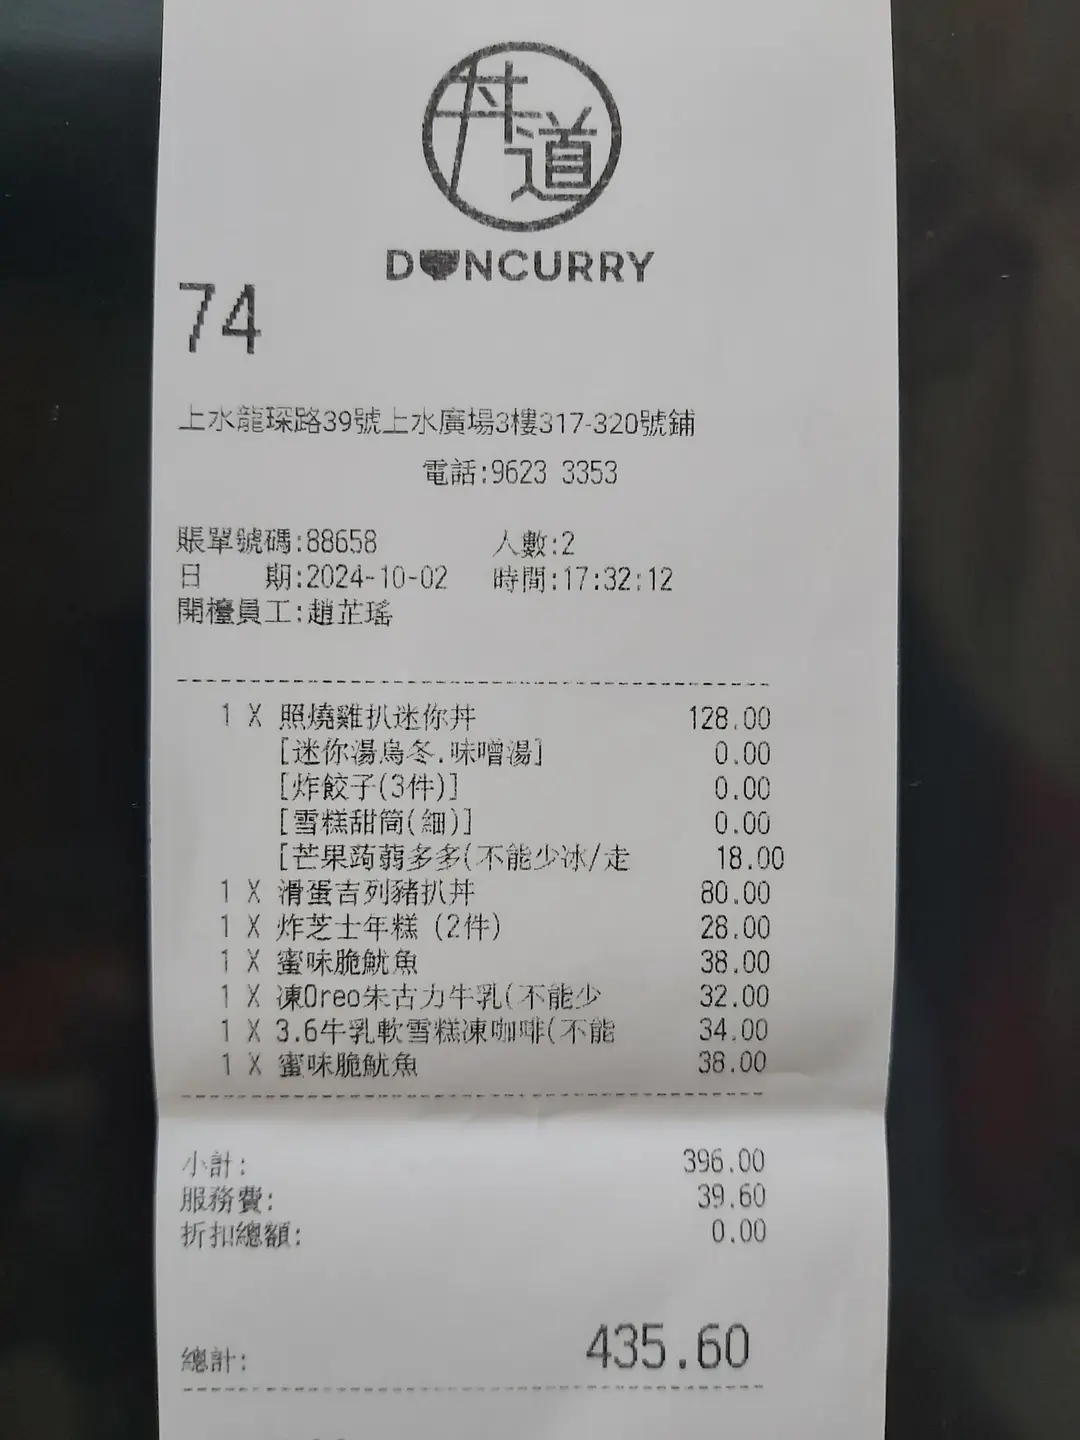 丼道
DONCURRY
74
上水龍琛路39號上水廣場3樓317-320號鋪
電話:9623 3353
賬單號碼:88658 人數:2
日 期:2024-10-02 時間:17:32:12
開檯員工:趙芷瑤
1 X 照燒雞扒迷你丼 128.00
[迷你湯烏冬.味噌湯] 0.00
[炸餃子(3件)] 0.00
[雪糕甜筒(細)] 0.00
[芒果蒟蒻多多(不能少冰/走 18.00
1 X 滑蛋吉列豬扒丼 80.00
1 X 炸芝士年糕 (2件) 28.00
1 X 蜜味脆魷魚 38.00
1 X 凍Oreo朱古力牛乳(不能少 32.00
1 X 3.6牛乳軟雪糕凍咖啡(不能 34.00
1 X 蜜味脆魷魚 38.00
小計: 396.00
服務費: 39.60
折扣總額: 0.00
總計: 435.60